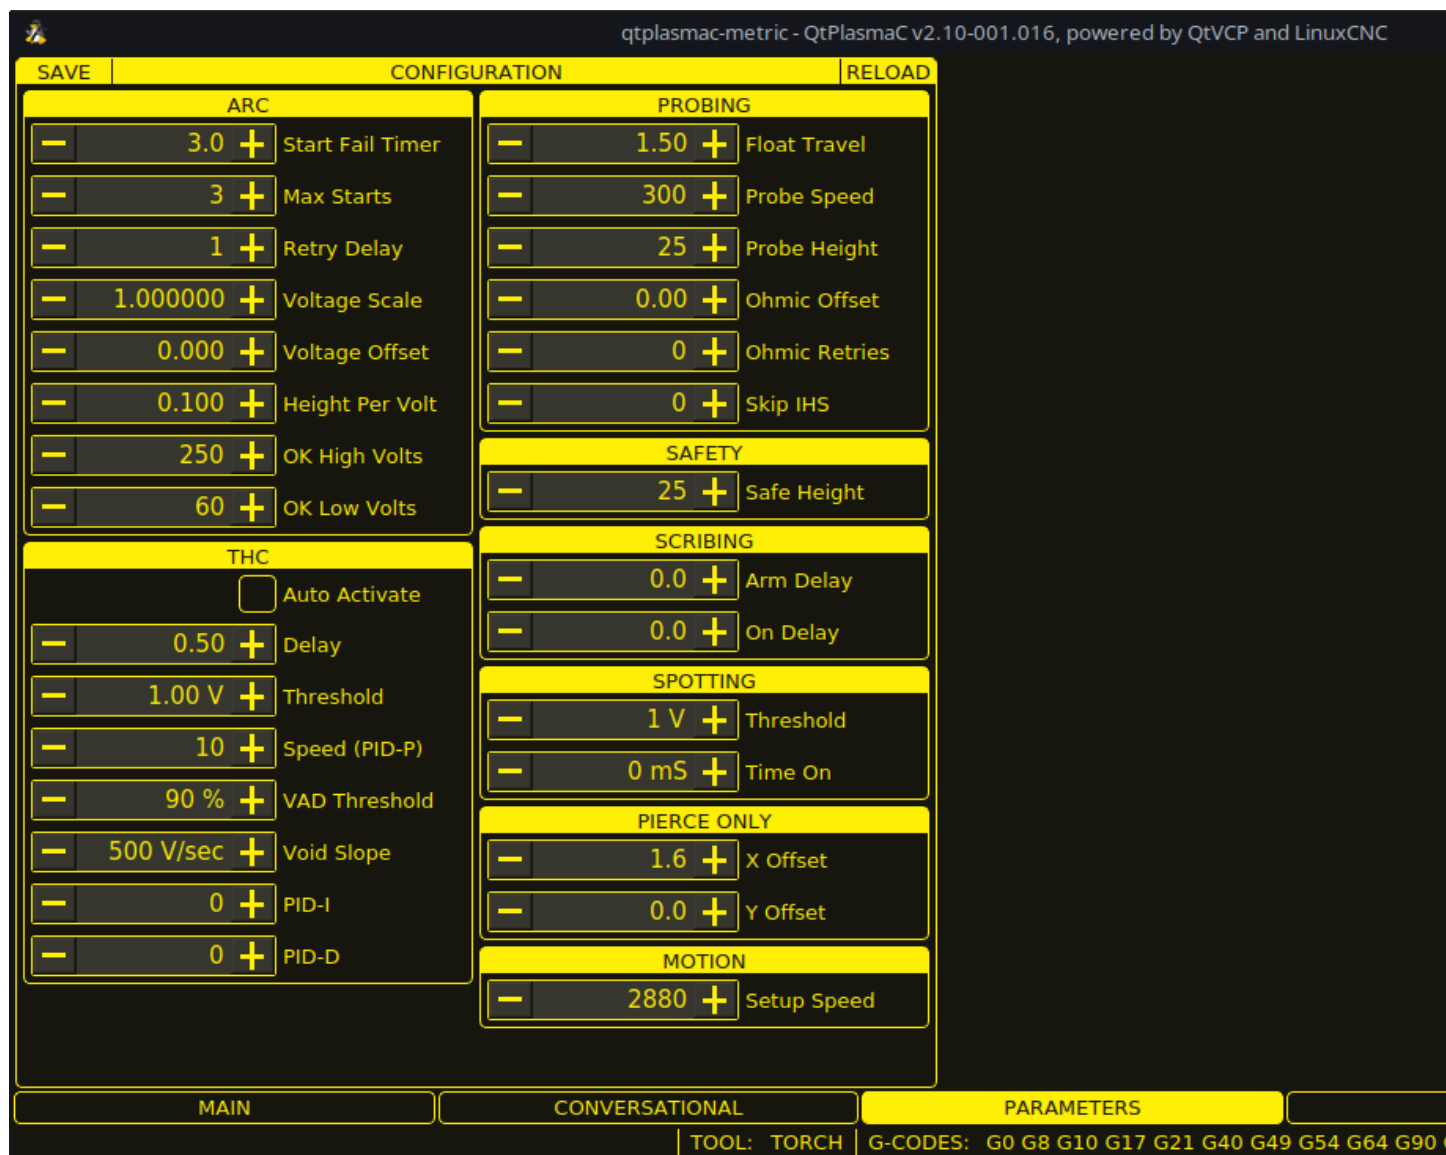 qtplasmac-metric - QtPlasmaC v2.10-001.016, powered by QtVCP and LinuxCNC
SAVE CONFIGURATION RELOAD
ARC
3.0 Start Fail Timer
3 Max Starts
1 Retry Delay
1.000000 Voltage Scale
0.000 Voltage Offset
0.100 Height Per Volt
250 OK High Volts
60 OK Low Volts
THC
Auto Activate
0.50 Delay
1.00 V Threshold
10 Speed (PID-P)
90 % VAD Threshold
500 V/sec Void Slope
0 PID-I
0 PID-D
PROBING
1.50 Float Travel
300 Probe Speed
25 Probe Height
0.00 Ohmic Offset
0 Ohmic Retries
0 Skip IHS
SAFETY
25 Safe Height
SCRIBING
0.0 Arm Delay
0.0 On Delay
SPOTTING
1 V Threshold
0 mS Time On
PIERCE ONLY
1.6 X Offset
0.0 Y Offset
MOTION
2880 Setup Speed
MAIN CONVERSATIONAL PARAMETERS
TOOL: TORCH G-CODES: G0 G8 G10 G17 G21 G40 G49 G54 G64 G90